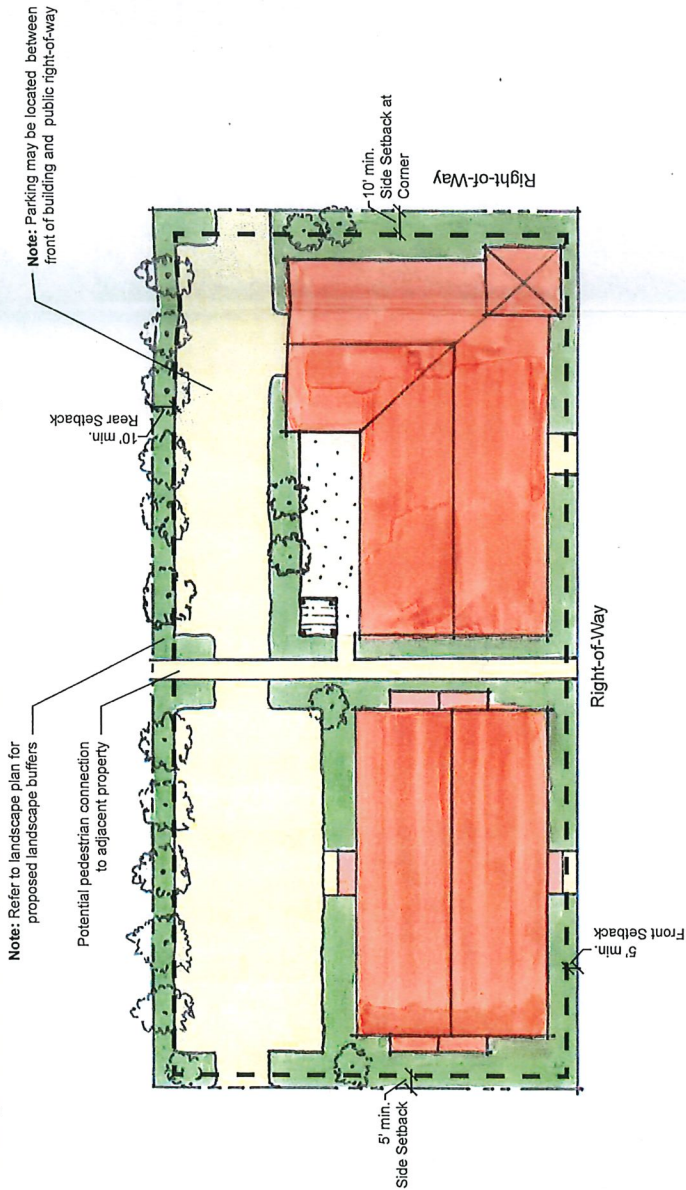 Note: Parking may be located between
front of building and public right-of-way
Note: Refer to landscape plan for
proposed landscape buffers
Potential pedestrian connection
to adjacent property
10' min.
Rear Setback
10' min.
Side Setback at
Corner
Right-of-Way
Right-of-Way
5' min.
Side Setback
5' min.
Front Setback